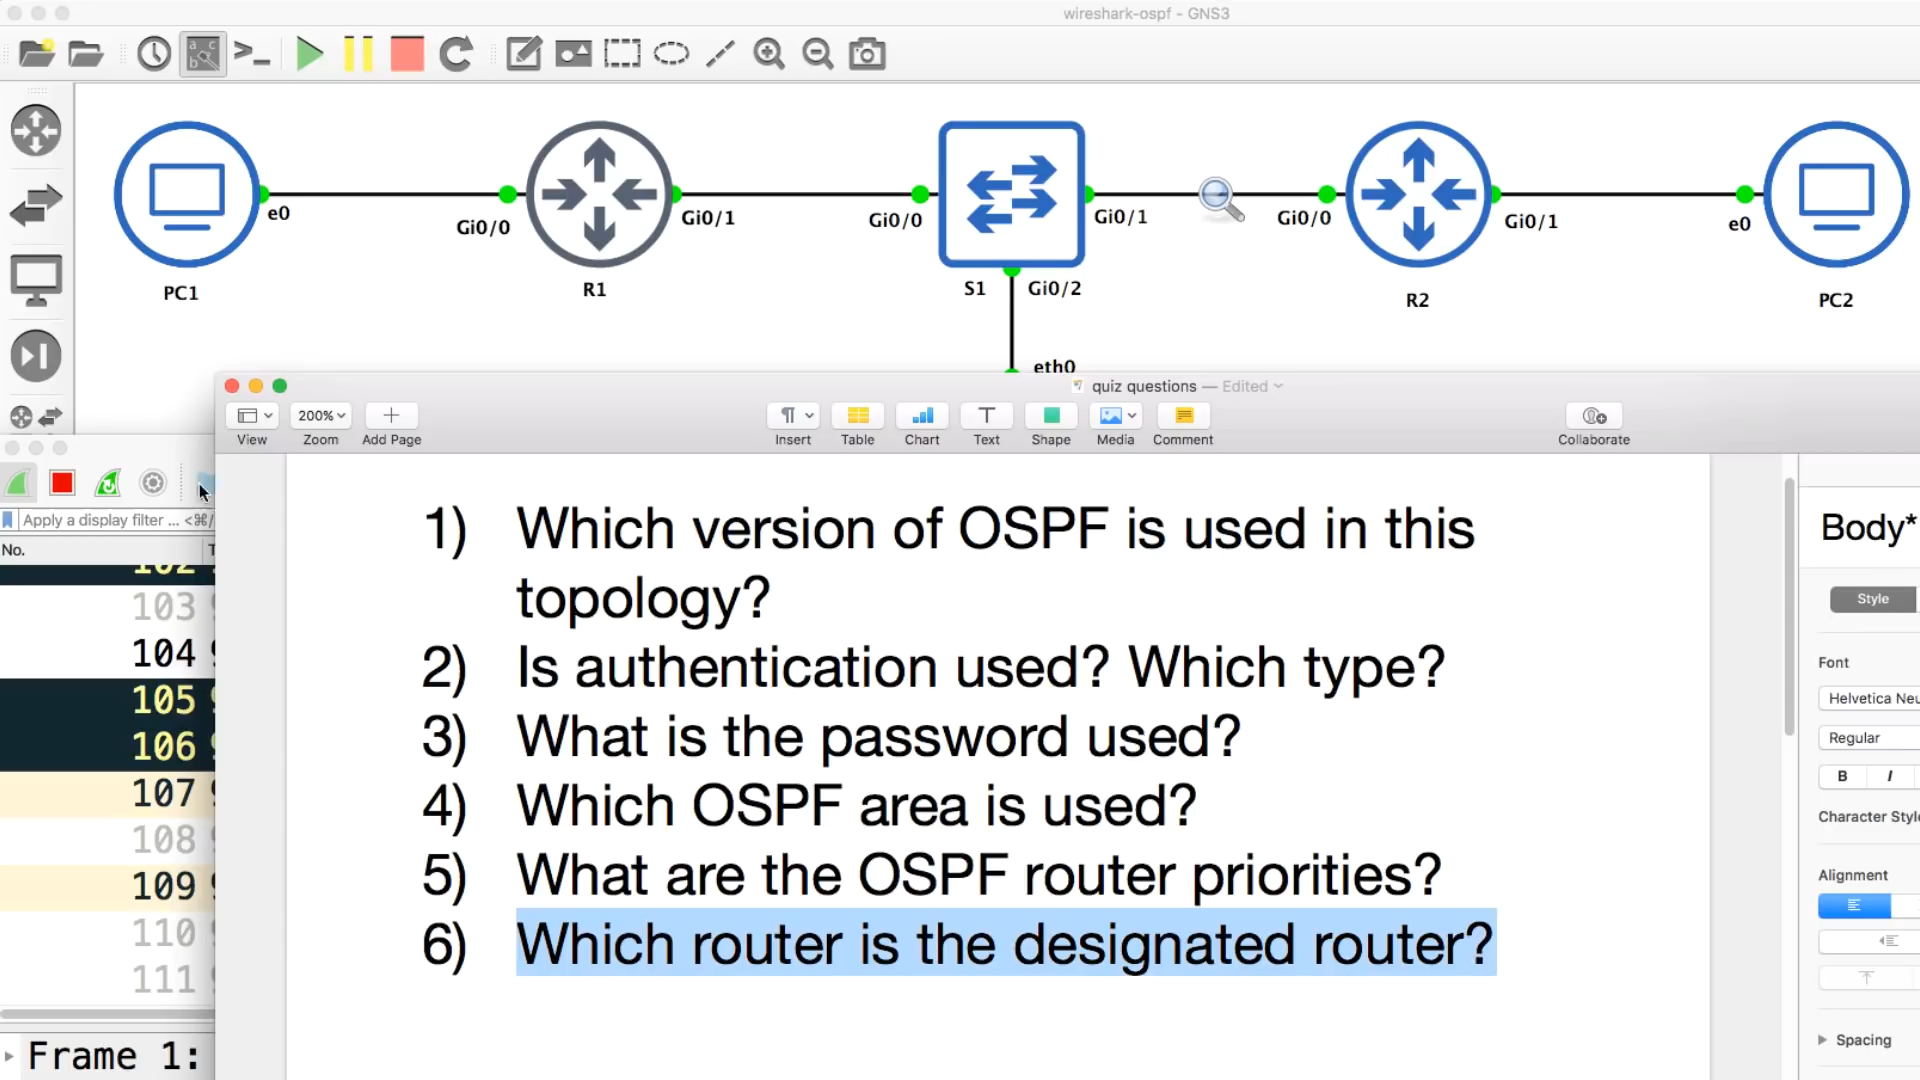 wireshark-ospf - GNS3
e0
Gi0/0
Gi0/1
Gi0/0
Gi0/1
Gi0/0
Gi0/1
e0
PC1
R1
S1
Gi0/2
R2
PC2
eth0
quiz questions — Edited
200%
View
Zoom
Add Page
Insert
Table
Chart
Text
Shape
Media
Comment
Collaborate
Apply a display filter ... <⌘/
No.
102
103
104
105
106
107
108
109
110
111
Frame 1:
1) Which version of OSPF is used in this
topology?
2) Is authentication used? Which type?
3) What is the password used?
4) Which OSPF area is used?
5) What are the OSPF router priorities?
6) Which router is the designated router?
Body*
Style
Font
Helvetica Neu
Regular
B I
Character Style
Alignment
Spacing